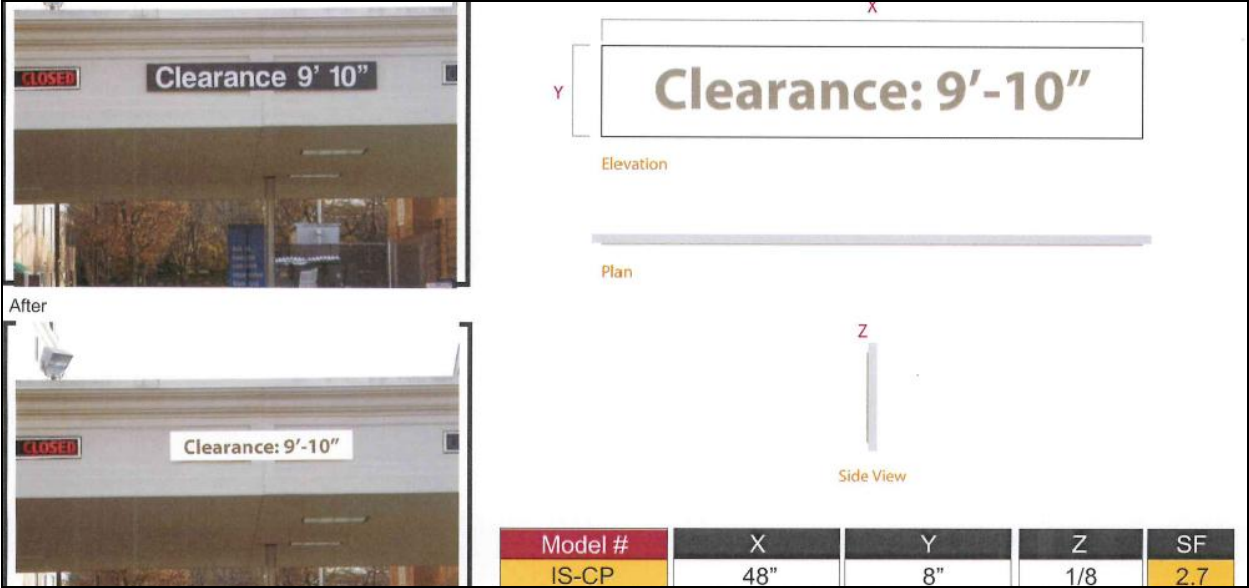 CLOSED
Clearance 9' 10”
After
CLOSED
Clearance: 9′-10”
X
Y
Clearance: 9′-10”
Elevation
Plan
Z
Side View
Model # X Y Z SF
IS-CP 48” 8” 1/8 2.7